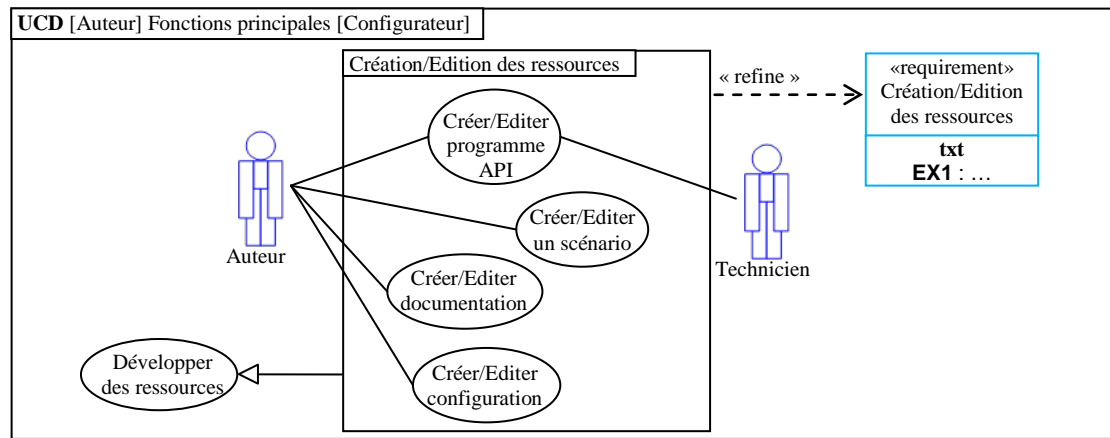 UCD [Auteur] Fonctions principales [Configurateur]
Création/Edition des ressources
« refine »
«requirement»
Création/Edition
des ressources
txt
EX1 : …
Créer/Editer
programme
API
Créer/Editer
un scénario
Auteur
Technicien
Créer/Editer
documentation
Développer
des ressources
Créer/Editer
configuration